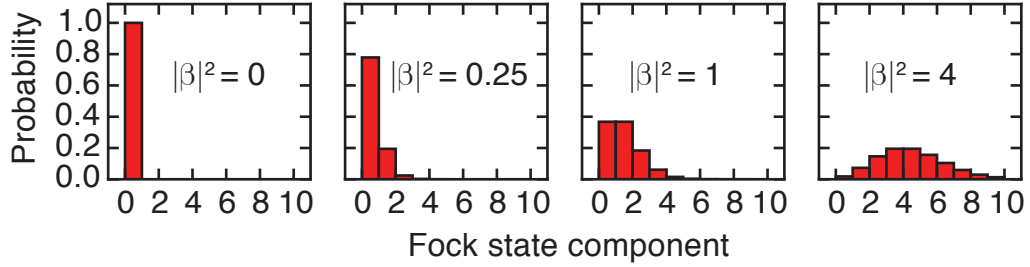 Probability
1.0
0.8
0.6
0.4
0.2
0.0
|β|² = 0
|β|² = 0.25
|β|² = 1
|β|² = 4
0 2 4 6 8 10
0 2 4 6 8 10
0 2 4 6 8 10
0 2 4 6 8 10
Fock state component